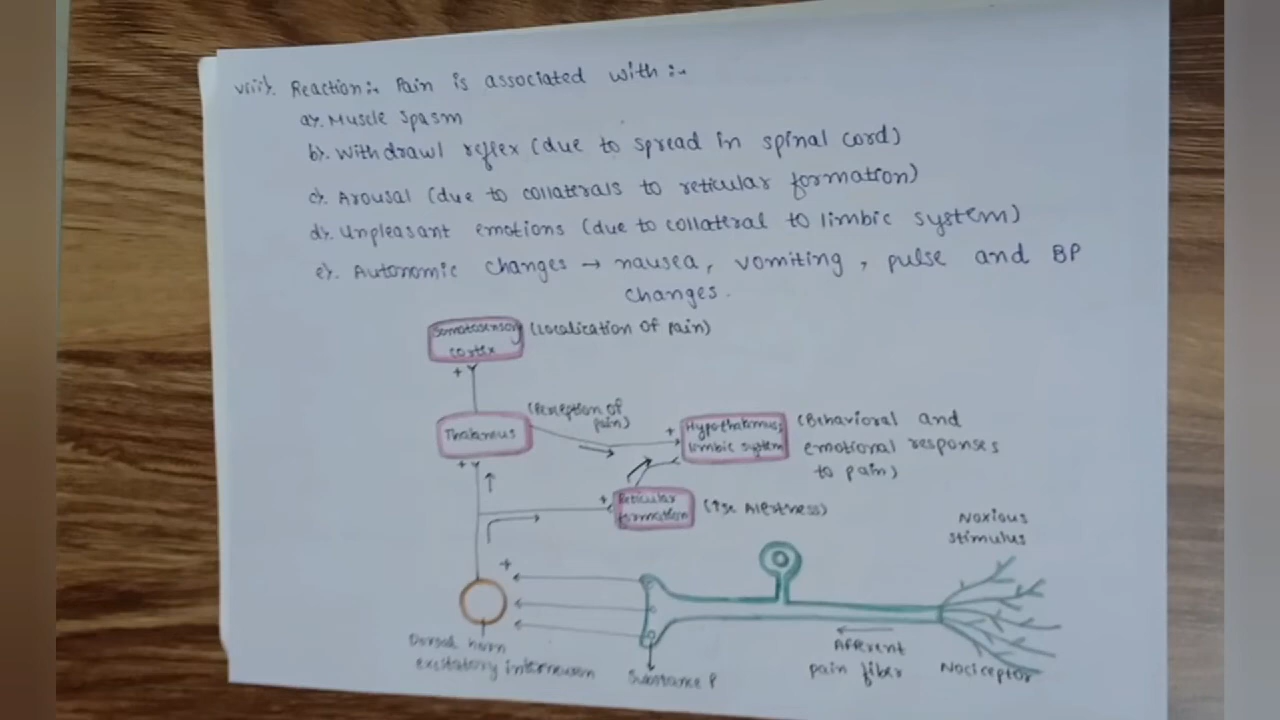 viii). Reaction:- Pain is associated with :-
a). Muscle spasm
b). Withdrawl reflex (due to spread in spinal cord)
c). Arousal (due to collaterals to reticular formation)
d). Unpleasant emotions (due to collateral to limbic system)
e). Autonomic changes → nausea, vomiting, pulse and BP
changes.
Somatosensory
cortex
(Localication of pain)
+
Thalamus
(Perception of
pain)
+
Hypothalamus,
limbic system
(Behavioral and
emotional responses
to pain)
+
+
Reticular
formation
(↑se Alertness)
+
Noxious
stimulus
Dorsal horn
excitatory interneuron
Substance P
Afferent
pain fiber
Nociceptor